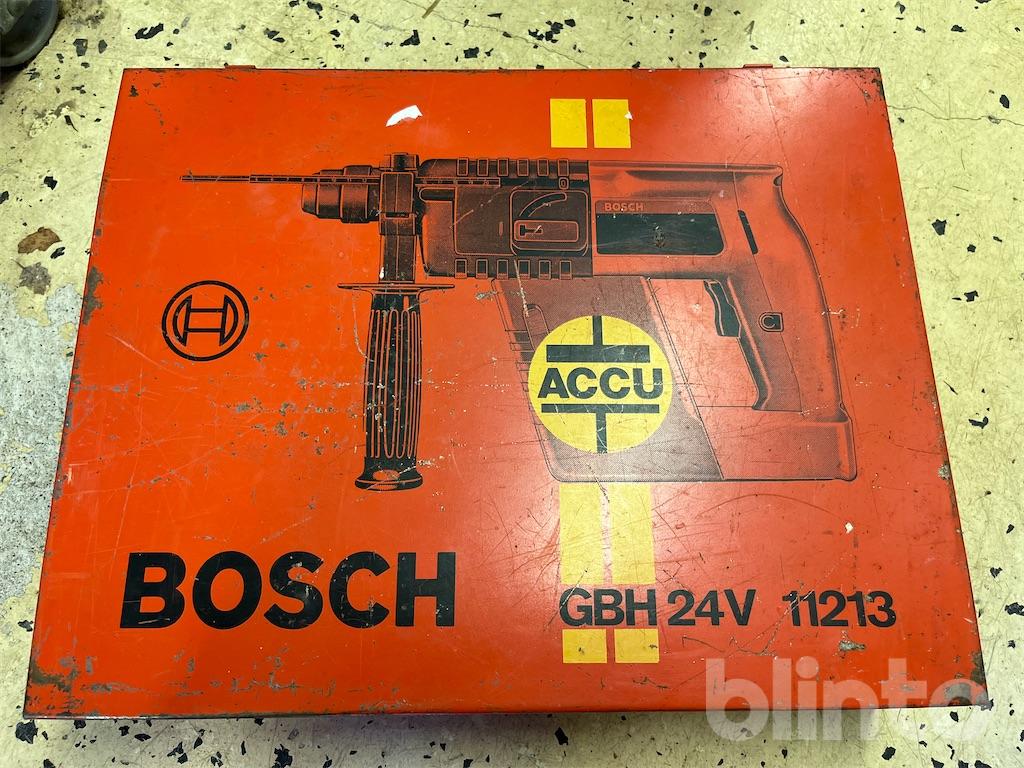 BOSCH
ACCU
BOSCH
GBH 24V 11213
blinto